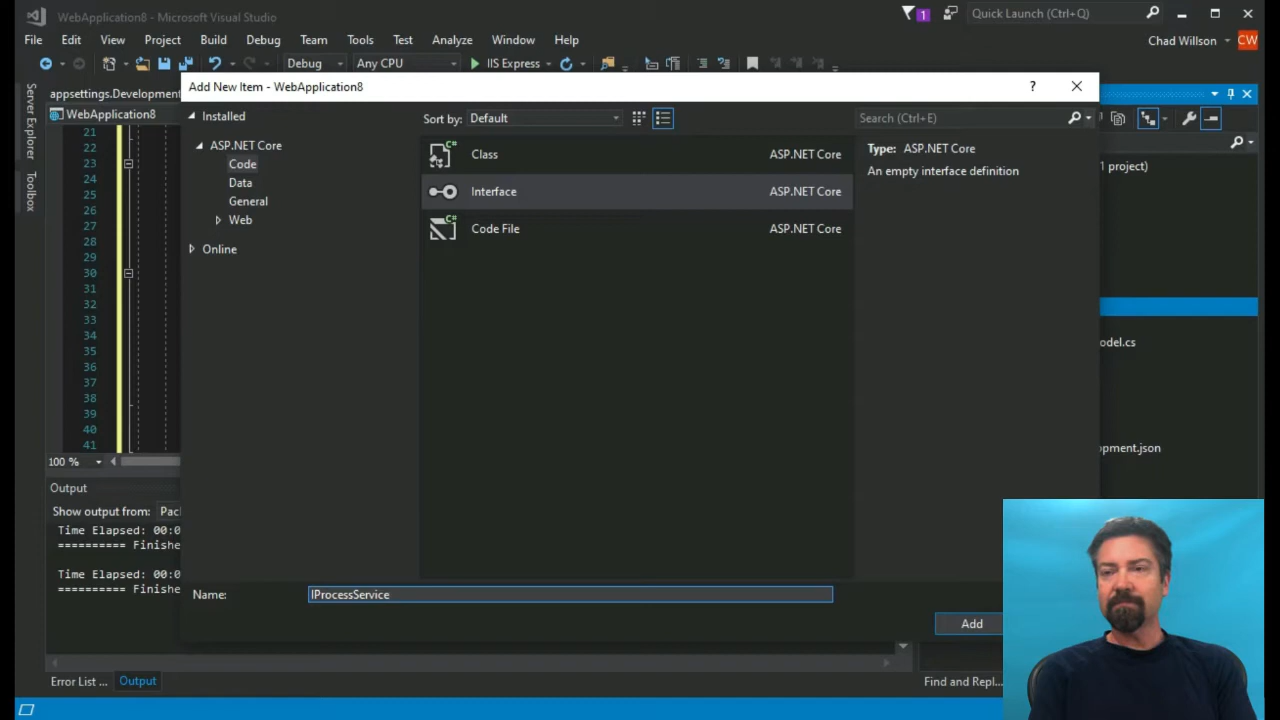 WebApplication8 - Microsoft Visual Studio
1
Quick Launch (Ctrl+Q)
File Edit View Project Build Debug Team Tools Test Analyze Window Help
Chad Willson CW
Debug Any CPU IIS Express
Server Explorer
Toolbox
appsettings.Development
WebApplication8
21
22
23
24
25
26
27
28
29
30
31
32
33
34
35
36
37
38
39
40
41
100 %
Add New Item - WebApplication8
?
Installed
ASP.NET Core
Code
Data
General
Web
Online
Sort by: Default
Search (Ctrl+E)
C# Class ASP.NET Core
Interface ASP.NET Core
C# Code File ASP.NET Core
Type: ASP.NET Core
An empty interface definition
Name: IProcessService
Add
1 project)
odel.cs
pment.json
Output
Show output from: Pac
Time Elapsed: 00:0
========== Finishe
Time Elapsed: 00:0
========== Finishe
Error List ... Output
Find and Repl...